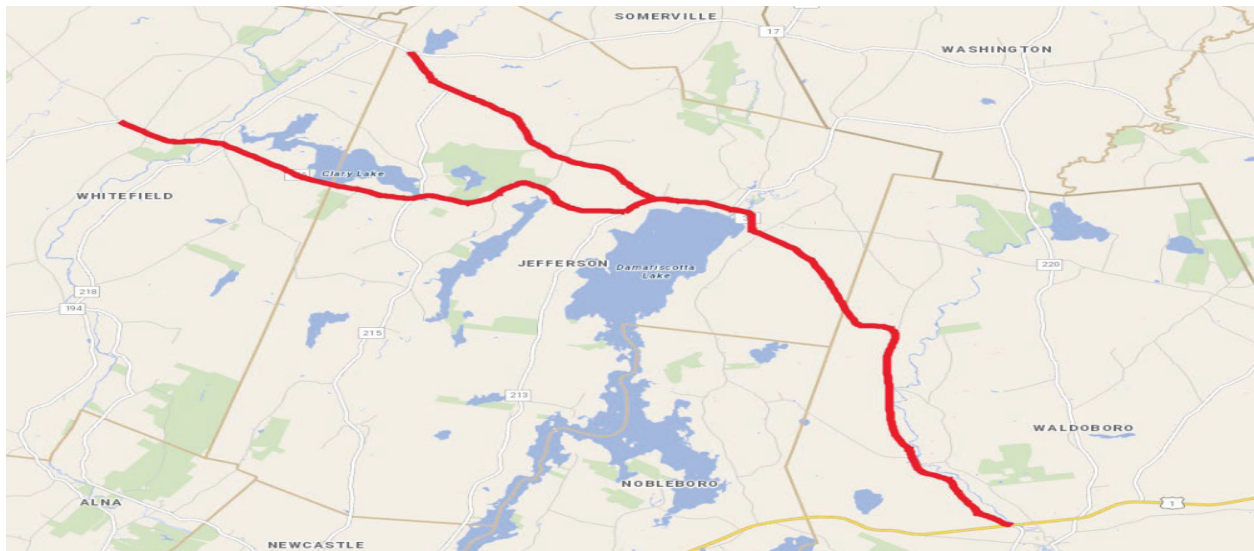 SOMERVILLE
17
WASHINGTON
Clary Lake
WHITEFIELD
JEFFERSON
Damariscotta
Lake
220
218
194
215
213
WALDOBORO
NOBLEBORO
ALNA
1
NEWCASTLE